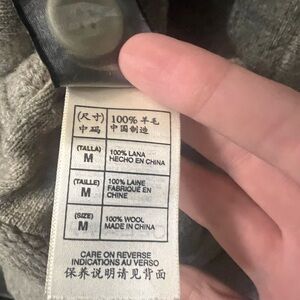 (尺寸) 100% 羊毛
中码 中国制造
(TALLA) 100% LANA
M HECHO EN CHINA
(TAILLE) 100% LAINE
M FABRIQUÉ EN
CHINE
(SIZE) 100% WOOL
M MADE IN CHINA
CARE ON REVERSE
INDICATIONS AU VERSO
保养说明请见背面